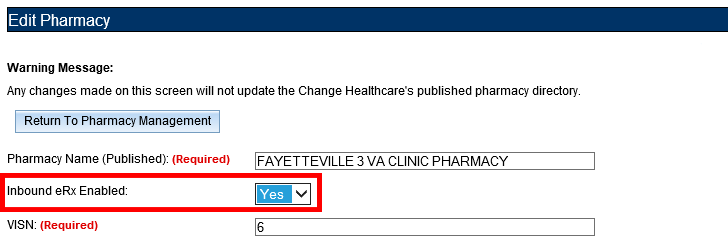 Edit Pharmacy
Warning Message:
Any changes made on this screen will not update the Change Healthcare's published pharmacy directory.
Return To Pharmacy Management
Pharmacy Name (Published): (Required) FAYETTEVILLE 3 VA CLINIC PHARMACY
Inbound eRx Enabled: Yes
VISN: (Required) 6